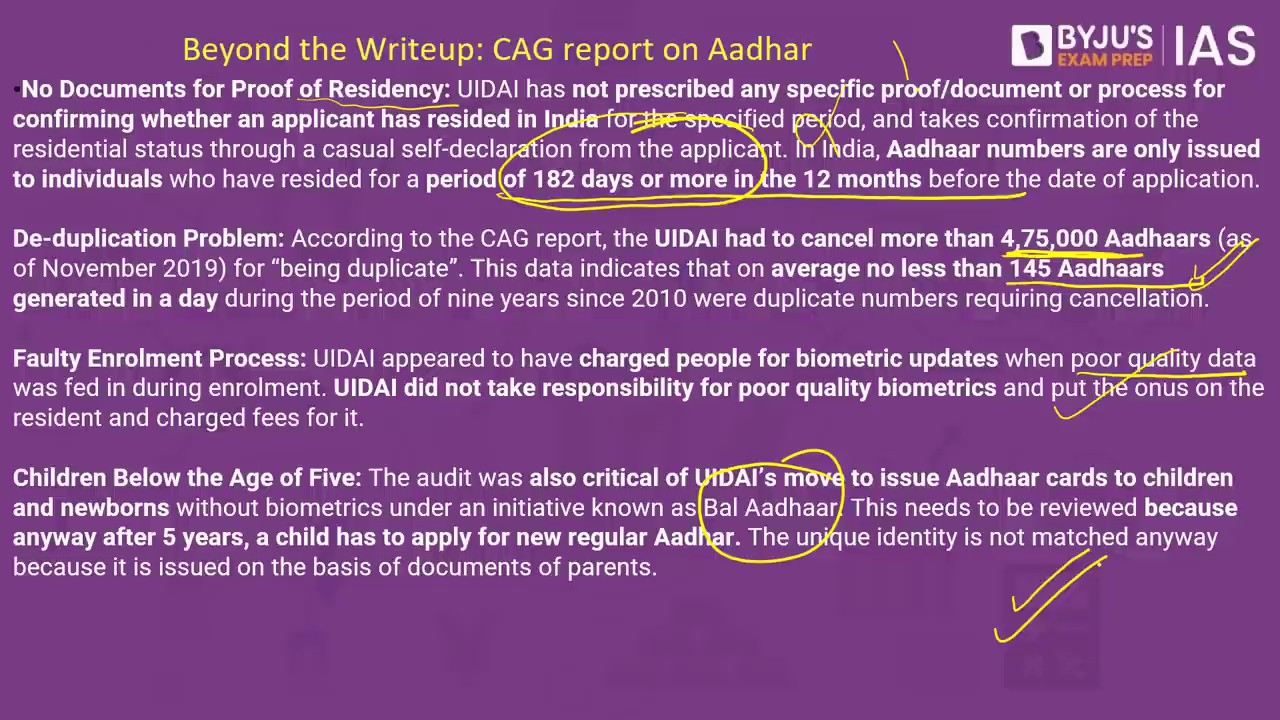 Beyond the Writeup: CAG report on Aadhar
BYJU'S
EXAM PREP
IAS
•No Documents for Proof of Residency: UIDAI has not prescribed any specific proof/document or process for
confirming whether an applicant has resided in India for the specified period, and takes confirmation of the
residential status through a casual self-declaration from the applicant. In India, Aadhaar numbers are only issued
to individuals who have resided for a period of 182 days or more in the 12 months before the date of application.
De-duplication Problem: According to the CAG report, the UIDAI had to cancel more than 4,75,000 Aadhaars (as
of November 2019) for “being duplicate”. This data indicates that on average no less than 145 Aadhaars
generated in a day during the period of nine years since 2010 were duplicate numbers requiring cancellation.
Faulty Enrolment Process: UIDAI appeared to have charged people for biometric updates when poor quality data
was fed in during enrolment. UIDAI did not take responsibility for poor quality biometrics and put the onus on the
resident and charged fees for it.
Children Below the Age of Five: The audit was also critical of UIDAI’s move to issue Aadhaar cards to children
and newborns without biometrics under an initiative known as Bal Aadhaar. This needs to be reviewed because
anyway after 5 years, a child has to apply for new regular Aadhar. The unique identity is not matched anyway
because it is issued on the basis of documents of parents.